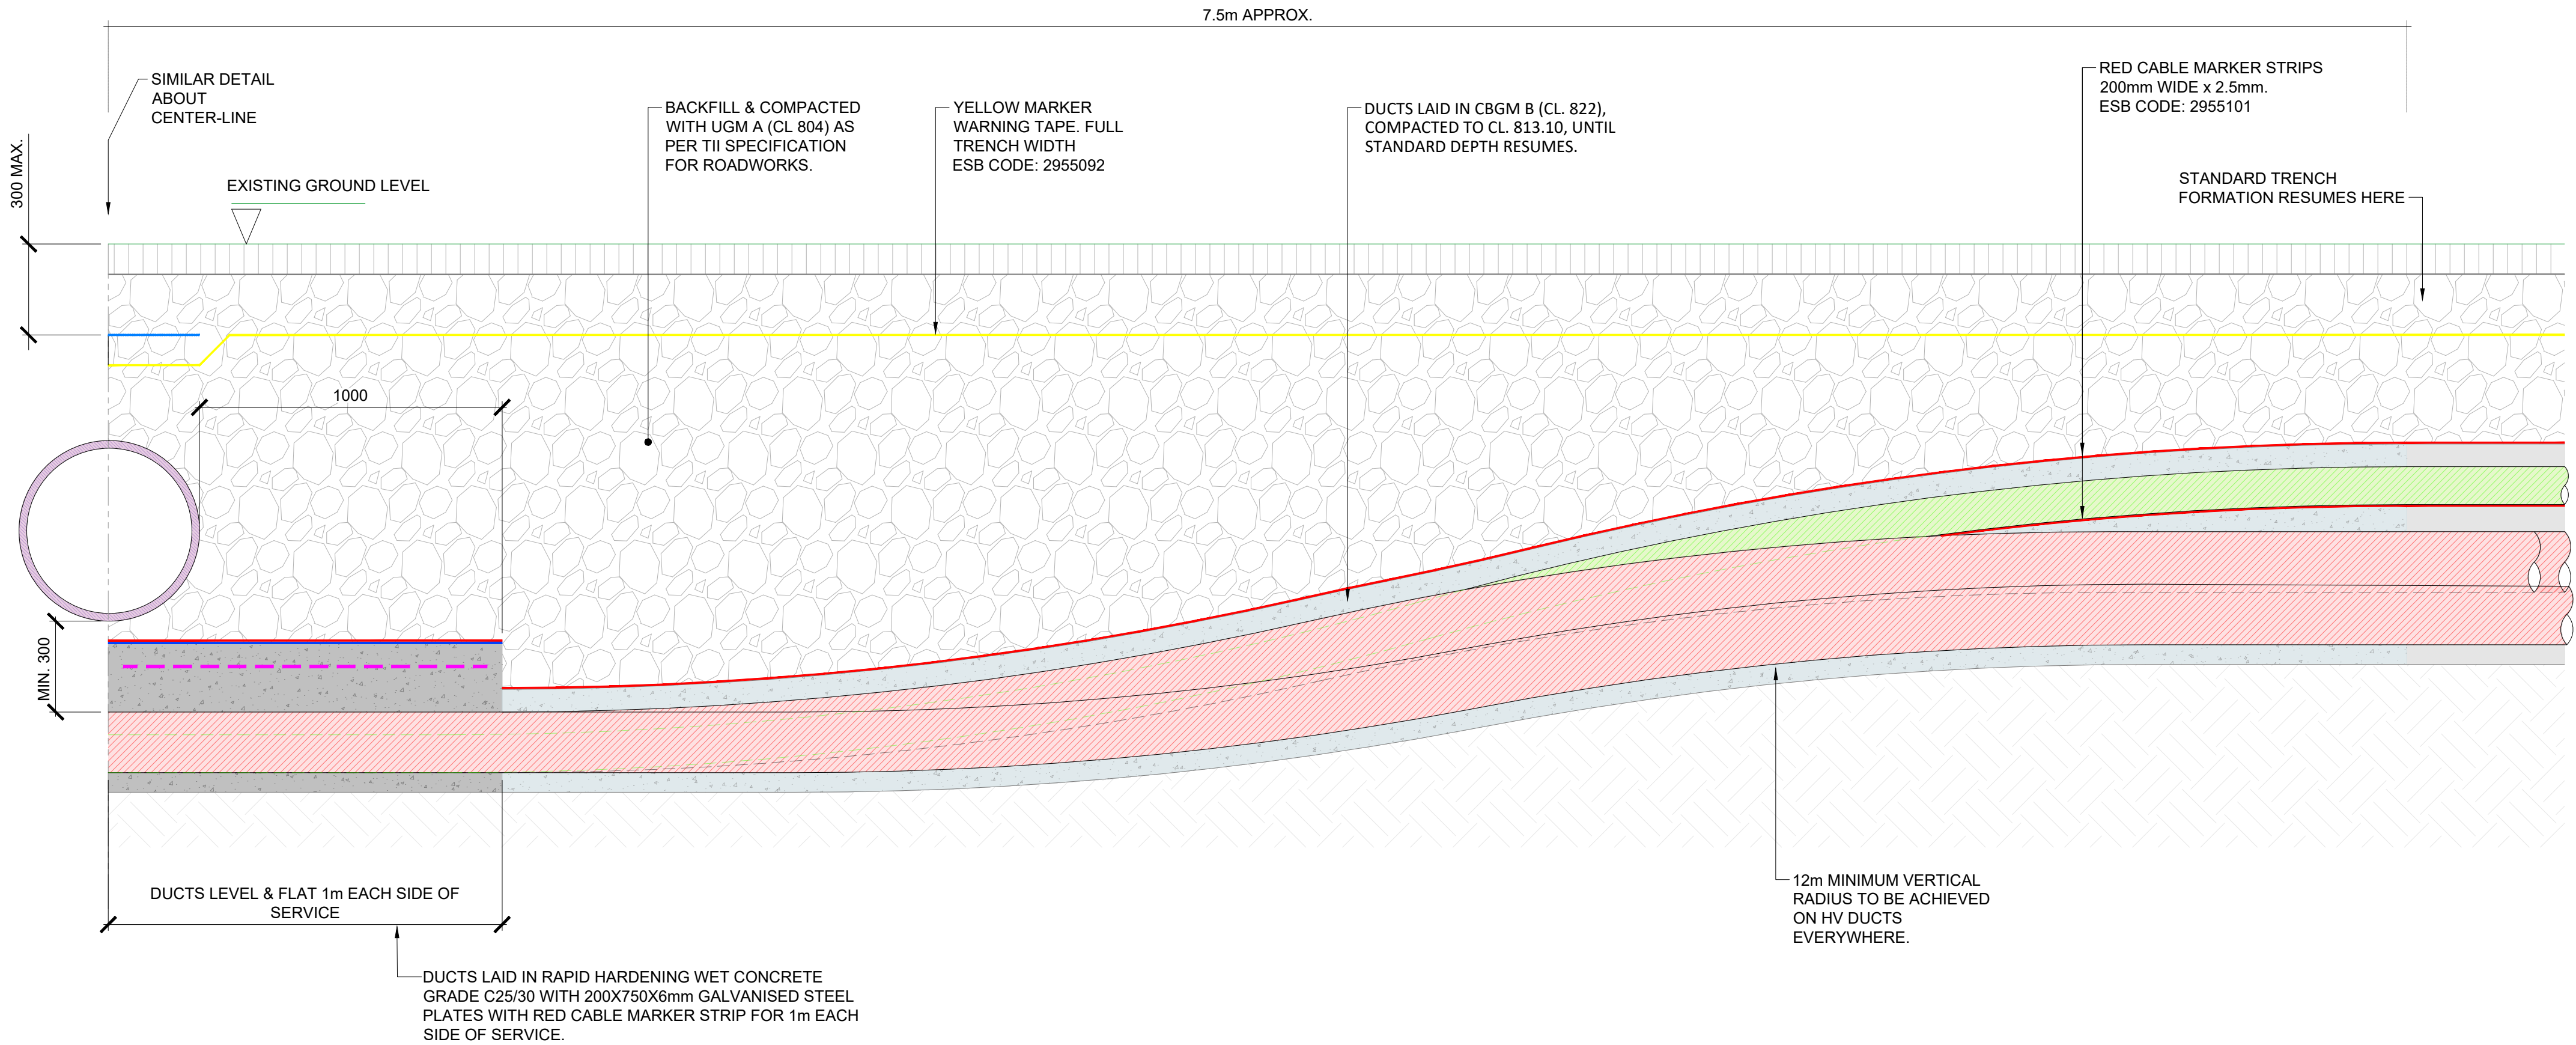 7.5m APPROX.
SIMILAR DETAIL
ABOUT
CENTER-LINE
300 MAX.
EXISTING GROUND LEVEL
BACKFILL & COMPACTED
WITH UGM A (CL 804) AS
PER TII SPECIFICATION
FOR ROADWORKS.
YELLOW MARKER
WARNING TAPE. FULL
TRENCH WIDTH
ESB CODE: 2955092
DUCTS LAID IN CBGM B (CL. 822),
COMPACTED TO CL. 813.10, UNTIL
STANDARD DEPTH RESUMES.
RED CABLE MARKER STRIPS
200mm WIDE x 2.5mm.
ESB CODE: 2955101
STANDARD TRENCH
FORMATION RESUMES HERE
1000
MIN. 300
DUCTS LEVEL & FLAT 1m EACH SIDE OF
SERVICE
12m MINIMUM VERTICAL
RADIUS TO BE ACHIEVED
ON HV DUCTS
EVERYWHERE.
DUCTS LAID IN RAPID HARDENING WET CONCRETE
GRADE C25/30 WITH 200X750X6mm GALVANISED STEEL
PLATES WITH RED CABLE MARKER STRIP FOR 1m EACH
SIDE OF SERVICE.